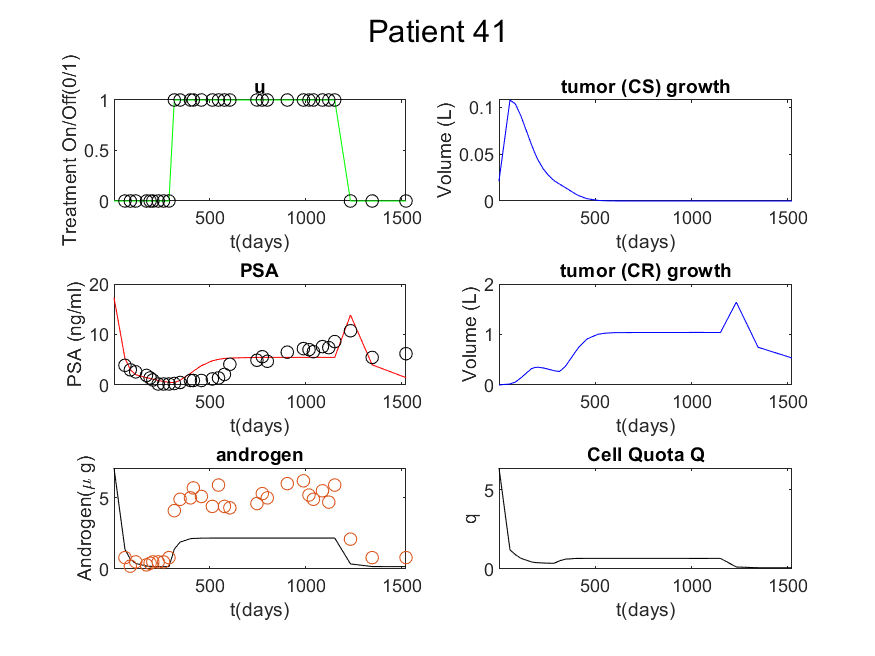 Patient 41
u
Treatment On/Off(0/1)
1
0.5
0
500
1000
1500
t(days)
tumor (CS) growth
Volume (L)
0.1
0.05
0
500
1000
1500
t(days)
PSA
PSA (ng/ml)
20
10
0
500
1000
1500
t(days)
tumor (CR) growth
Volume (L)
2
1
0
500
1000
1500
t(days)
androgen
Androgen(μ g)
5
0
500
1000
1500
t(days)
Cell Quota Q
q
5
0
500
1000
1500
t(days)